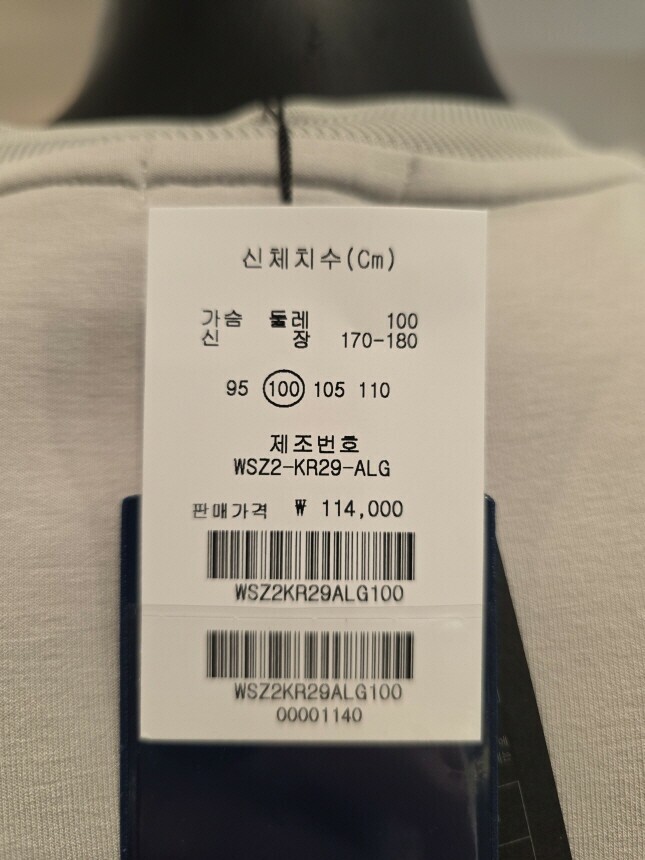 신체치수(Cm)
가슴 둘레 100
신 장 170-180
95 100 105 110
제조번호
WSZ2-KR29-ALG
판매가격 ₩ 114,000
WSZ2KR29ALG100
WSZ2KR29ALG100
00001140